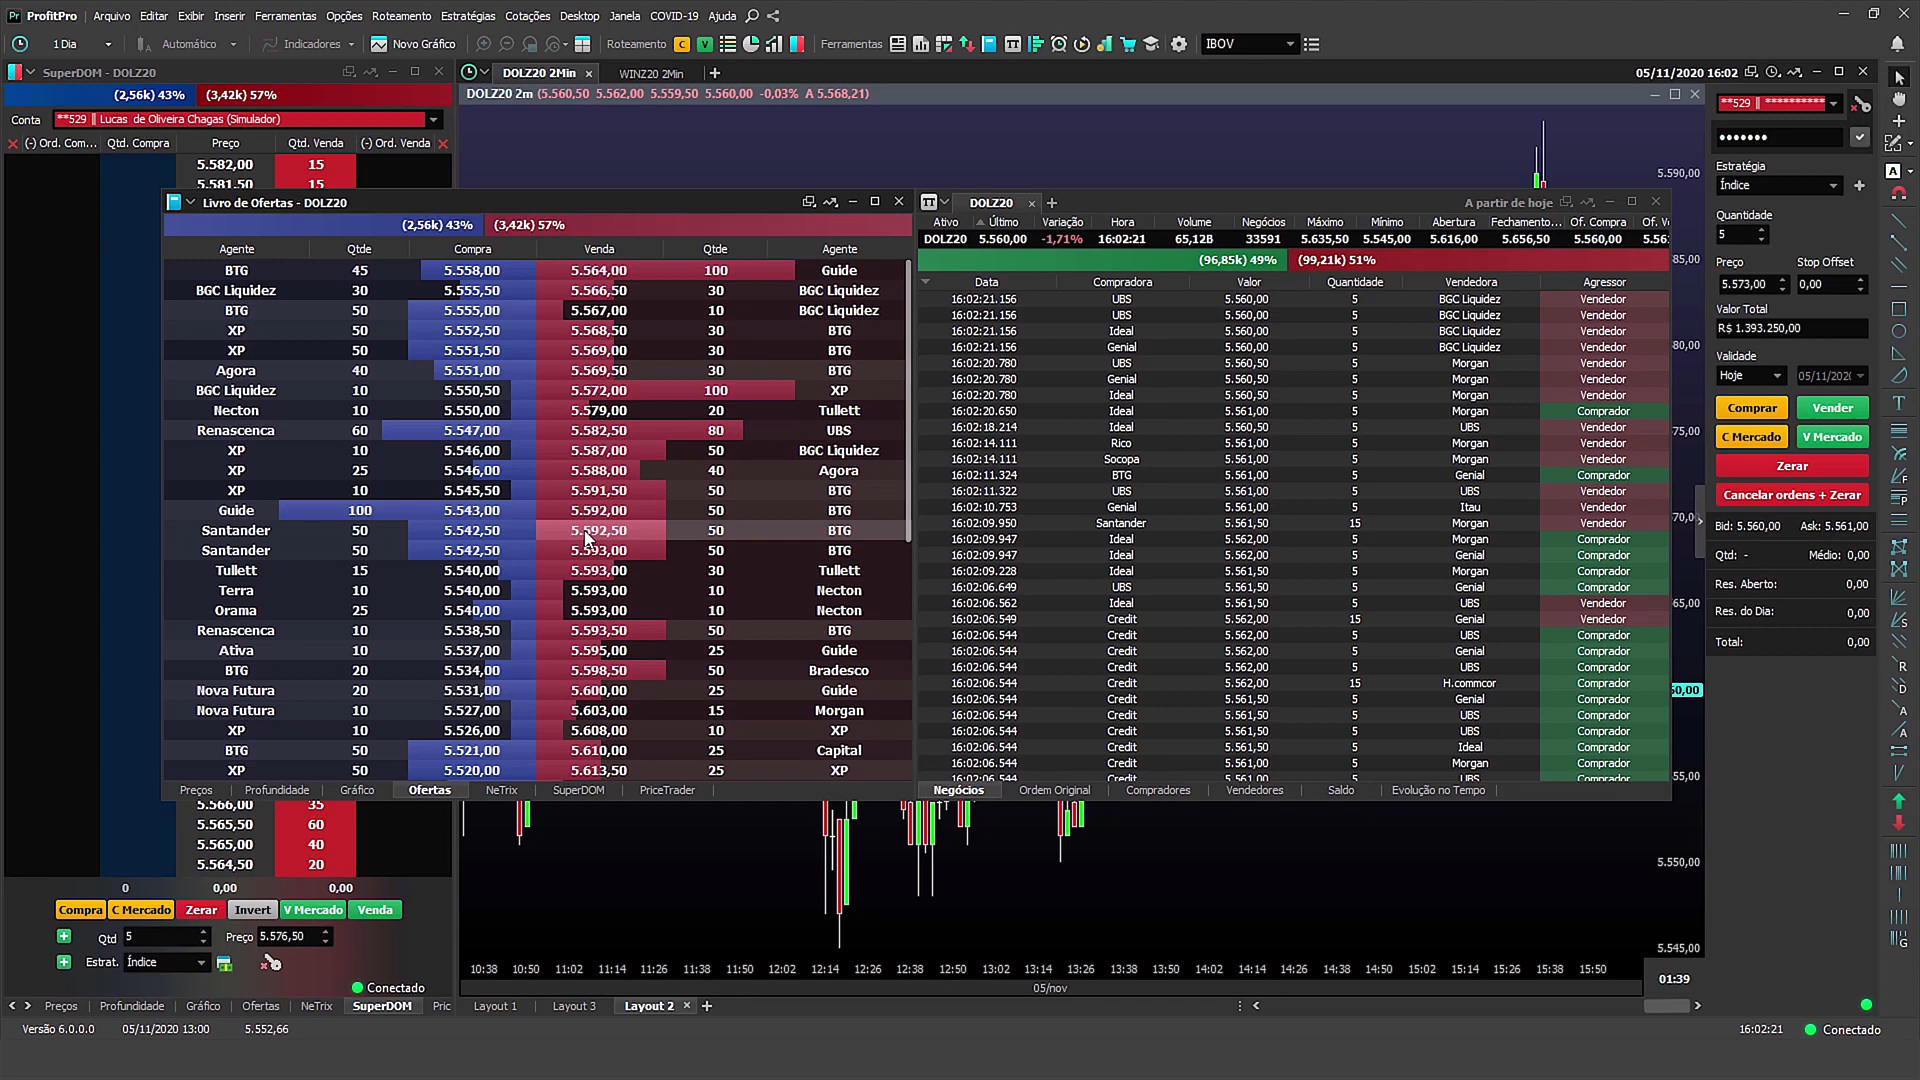 Pr ProfitPro Arquivo Editar Exibir Inserir Ferramentas Opções Roteamento Estratégias Cotações Desktop Janela COVID-19 Ajuda
1 Dia Automático Indicadores Novo Gráfico Roteamento C V Ferramentas IBOV
SuperDOM - DOLZ20
(2,56k) 43% (3,42k) 57%
Conta **529 || Lucas de Oliveira Chagas (Simulador)
(-) Ord. Com... Qtd. Compra Preço Qtd. Venda (-) Ord. Venda
5.582,00 15
5.581,50 15
DOLZ20 2Min WINZ20 2Min 05/11/2020 16:02
DOLZ20 2m (5.560,50 5.562,00 5.559,50 5.560,00 -0,03% A 5.568,21)
5.590,00
Livro de Ofertas - DOLZ20
(2,56k) 43% (3,42k) 57%
Agente Qtde Compra Venda Qtde Agente
BTG 45 5.558,00 5.564,00 100 Guide
BGC Liquidez 30 5.555,50 5.566,50 30 BGC Liquidez
BTG 50 5.555,00 5.567,00 10 BGC Liquidez
XP 50 5.552,50 5.568,50 30 BTG
XP 50 5.551,50 5.569,00 30 BTG
Agora 40 5.551,00 5.569,50 30 BTG
BGC Liquidez 10 5.550,50 5.572,00 100 XP
Necton 10 5.550,00 5.579,00 20 Tullett
Renascenca 60 5.547,00 5.582,50 80 UBS
XP 10 5.546,00 5.587,00 50 BGC Liquidez
XP 25 5.546,00 5.588,00 40 Agora
XP 10 5.545,50 5.591,50 50 BTG
Guide 100 5.543,00 5.592,00 50 BTG
Santander 50 5.542,50 5.592,50 50 BTG
Santander 50 5.542,50 5.593,00 50 BTG
Tullett 15 5.540,00 5.593,00 30 Tullett
Terra 10 5.540,00 5.593,00 10 Necton
Orama 25 5.540,00 5.593,00 10 Necton
Renascenca 10 5.538,50 5.593,50 50 BTG
Ativa 10 5.537,00 5.595,00 25 Guide
BTG 20 5.534,00 5.598,50 50 Bradesco
Nova Futura 20 5.531,00 5.600,00 25 Guide
Nova Futura 10 5.527,00 5.603,00 15 Morgan
XP 10 5.526,00 5.608,00 10 XP
BTG 50 5.521,00 5.610,00 25 Capital
XP 50 5.520,00 5.613,50 25 XP
Preços Profundidade Gráfico Ofertas NeTrix SuperDOM PriceTrader
DOLZ20 A partir de hoje
Ativo Último Variação Hora Volume Negócios Máximo Mínimo Abertura Fechamento... Of. Compra Of. V
DOLZ20 5.560,00 -1,71% 16:02:21 65,12B 33591 5.635,50 5.545,00 5.616,00 5.656,50 5.560,00 5.561
(96,85k) 49% (99,21k) 51%
Data Compradora Valor Quantidade Vendedora Agressor
16:02:21.156 UBS 5.560,00 5 BGC Liquidez Vendedor
16:02:21.156 UBS 5.560,00 5 BGC Liquidez Vendedor
16:02:21.156 Ideal 5.560,00 5 BGC Liquidez Vendedor
16:02:21.156 Genial 5.560,00 5 BGC Liquidez Vendedor
16:02:20.780 UBS 5.560,50 5 Morgan Vendedor
16:02:20.780 Genial 5.560,50 5 Morgan Vendedor
16:02:20.780 Ideal 5.560,50 5 Morgan Vendedor
16:02:20.650 Ideal 5.561,00 5 Morgan Comprador
16:02:18.214 Ideal 5.560,50 5 UBS Vendedor
16:02:14.111 Rico 5.561,00 5 Morgan Vendedor
16:02:14.111 Socopa 5.561,00 5 Morgan Vendedor
16:02:11.324 BTG 5.561,00 5 Genial Comprador
16:02:11.322 UBS 5.561,00 5 UBS Vendedor
16:02:10.753 Genial 5.561,00 5 Itau Vendedor
16:02:09.950 Santander 5.561,50 15 Morgan Vendedor
16:02:09.947 Ideal 5.561,50 5 Morgan Comprador
16:02:09.947 Ideal 5.561,50 5 Genial Comprador
16:02:09.228 Ideal 5.561,50 5 Morgan Comprador
16:02:06.649 UBS 5.561,50 5 Genial Comprador
16:02:06.562 Ideal 5.561,50 5 UBS Vendedor
16:02:06.549 Credit 5.562,00 15 Genial Vendedor
16:02:06.544 Credit 5.562,00 5 UBS Comprador
16:02:06.544 Credit 5.562,00 5 Genial Comprador
16:02:06.544 Credit 5.562,00 5 UBS Comprador
16:02:06.544 Credit 5.562,00 15 H.commcor Comprador
16:02:06.544 Credit 5.561,50 5 Genial Comprador
16:02:06.544 Credit 5.561,50 5 UBS Comprador
16:02:06.544 Credit 5.561,50 5 UBS Comprador
16:02:06.544 Credit 5.561,50 5 Ideal Comprador
16:02:06.544 Credit 5.561,50 5 Morgan Comprador
16:02:06.544 Credit 5.561,50 5 UBS Comprador
Negócios Ordem Original Compradores Vendedores Saldo Evolução no Tempo
85,00
80,00
75,00
70,00
65,00
60,00
55,00
5.550,00
5.545,00
**529 || **********
•••••••
Estratégia
Índice
Quantidade
5
Preço Stop Offset
5.573,00 0,00
Valor Total
R$ 1.393.250,00
Validade
Hoje 05/11/202
Comprar Vender
C Mercado V Mercado
Zerar
Cancelar ordens + Zerar
Bid: 5.560,00 Ask: 5.561,00
Qtd: - Médio: 0,00
Res. Aberto: 0,00
Res. do Dia: 0,00
Total: 0,00
5.566,00 35
5.565,50 60
5.565,00 40
5.564,50 20
0 0,00 0,00
Compra C Mercado Zerar Invert V Mercado Venda
Qtd 5 Preço 5.576,50
Estrat. Índice
Conectado
10:38 10:50 11:02 11:14 11:26 11:38 11:50 12:02 12:14 12:26 12:38 12:50 13:02 13:14 13:26 13:38 13:50 14:02 14:14 14:26 14:38 14:50 15:02 15:14 15:26 15:38 15:50
01:39
05/nov
Preços Profundidade Gráfico Ofertas NeTrix SuperDOM Pric
Layout 1 Layout 3 Layout 2
Versão 6.0.0.0 05/11/2020 13:00 5.552,66
16:02:21 Conectado